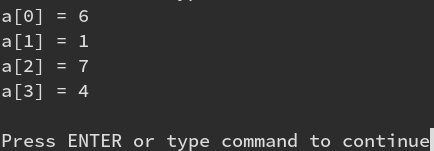 a[0] = 6
a[1] = 1
a[2] = 7
a[3] = 4
Press ENTER or type command to continue